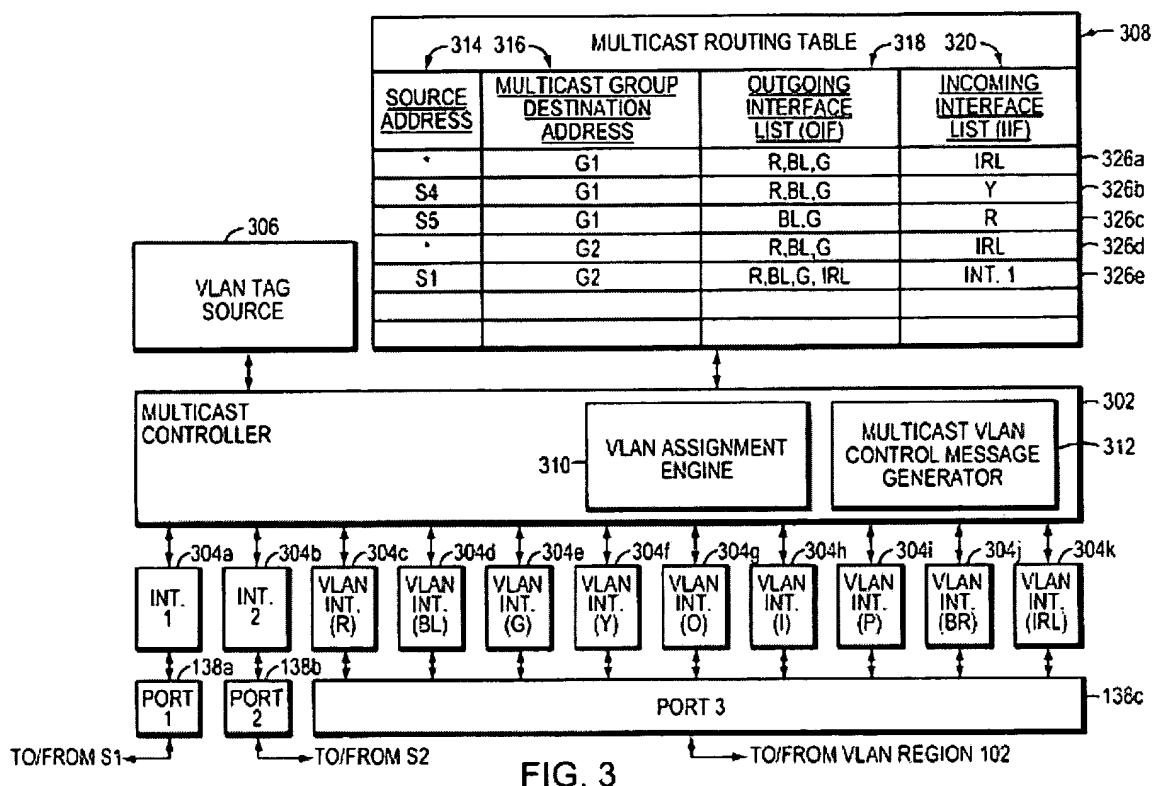 MULTICAST ROUTING TABLE
308
314 316
318 320
SOURCE ADDRESS
MULTICAST GROUP DESTINATION ADDRESS
OUTGOING INTERFACE LIST (OIF)
INCOMING INTERFACE LIST (IIF)
* G1 R,BL,G IRL 326a
S4 G1 R,BL,G Y 326b
S5 G1 BL,G R 326c
* G2 R,BL,G IRL 326d
S1 G2 R,BL,G, IRL INT. 1 326e
306
VLAN TAG
SOURCE
302
MULTICAST
CONTROLLER
310
VLAN ASSIGNMENT
ENGINE
MULTICAST VLAN
CONTROL MESSAGE
GENERATOR
312
304a 304b 304c 304d 304e 304f 304g 304h 304i 304j 304k
INT. 1
INT. 2
VLAN INT. (R)
VLAN INT. (BL)
VLAN INT. (G)
VLAN INT. (Y)
VLAN INT. (O)
VLAN INT. (I)
VLAN INT. (P)
VLAN INT. (BR)
VLAN INT. (IRL)
138a 138b
PORT 1
PORT 2
PORT 3
136c
TO/FROM S1
TO/FROM S2
TO/FROM VLAN REGION 102
FIG. 3